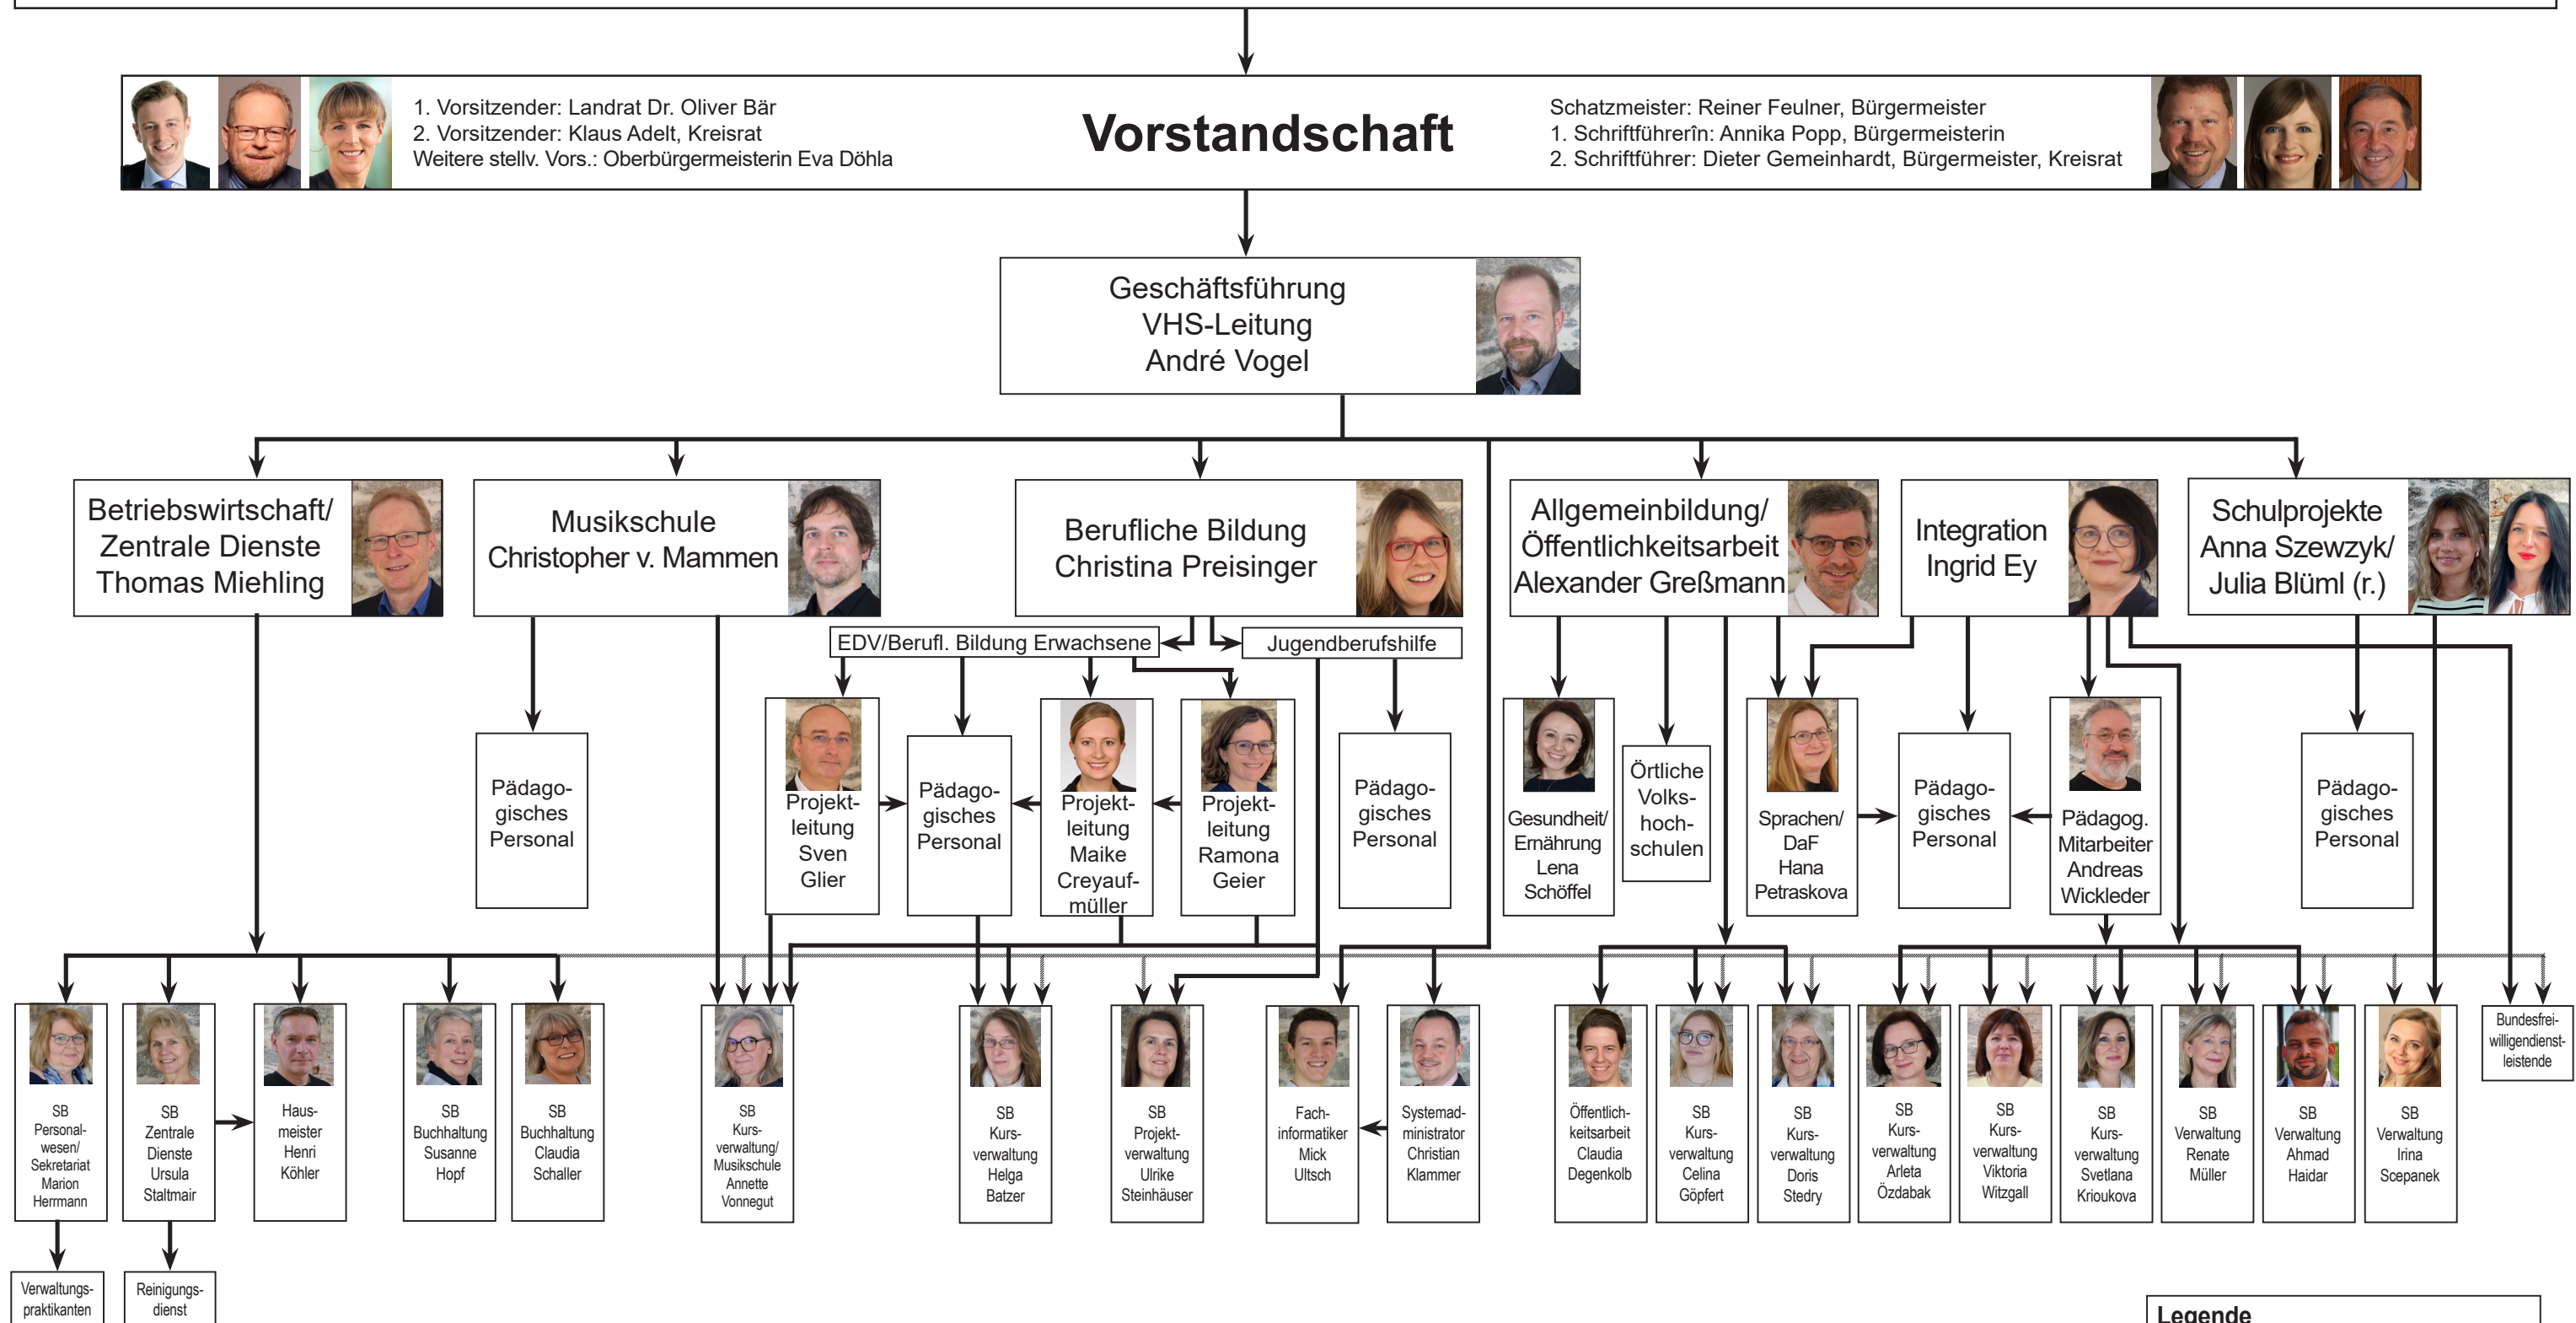 1. Vorsitzender: Landrat Dr. Oliver Bär
2. Vorsitzender: Klaus Adelt, Kreisrat
Weitere stellv. Vors.: Oberbürgermeisterin Eva Döhla
Vorstandschaft
Schatzmeister: Reiner Feulner, Bürgermeister
1. Schriftführerîn: Annika Popp, Bürgermeisterin
2. Schriftführer: Dieter Gemeinhardt, Bürgermeister, Kreisrat
Geschäftsführung
VHS-Leitung
André Vogel
Betriebswirtschaft/
Zentrale Dienste
Thomas Miehling
Musikschule
Christopher v. Mammen
Berufliche Bildung
Christina Preisinger
Allgemeinbildung/
Öffentlichkeitsarbeit
Alexander Greßmann
Integration
Ingrid Ey
Schulprojekte
Anna Szewzyk/
Julia Blüml (r.)
EDV/Berufl. Bildung Erwachsene
Jugendberufshilfe
Pädago-
gisches
Personal
Projekt-
leitung
Sven
Glier
Pädago-
gisches
Personal
Projekt-
leitung
Maike
Creyauf-
müller
Projekt-
leitung
Ramona
Geier
Pädago-
gisches
Personal
Gesundheit/
Ernährung
Lena
Schöffel
Örtliche
Volks-
hoch-
schulen
Sprachen/
DaF
Hana
Petraskova
Pädago-
gisches
Personal
Pädagog.
Mitarbeiter
Andreas
Wickleder
Pädago-
gisches
Personal
SB
Personal-
wesen/
Sekretariat
Marion
Herrmann
SB
Zentrale
Dienste
Ursula
Staltmair
Haus-
meister
Henri
Köhler
SB
Buchhaltung
Susanne
Hopf
SB
Buchhaltung
Claudia
Schaller
SB
Kurs-
verwaltung/
Musikschule
Annette
Vonnegut
SB
Kurs-
verwaltung
Helga
Batzer
SB
Projekt-
verwaltung
Ulrike
Steinhäuser
Fach-
informatiker
Mick
Ultsch
Systemad-
ministrator
Christian
Klammer
Öffentlich-
keitsarbeit
Claudia
Degenkolb
SB
Kurs-
verwaltung
Celina
Göpfert
SB
Kurs-
verwaltung
Doris
Stedry
SB
Kurs-
verwaltung
Arleta
Özdabak
SB
Kurs-
verwaltung
Viktoria
Witzgall
SB
Kurs-
verwaltung
Svetlana
Krioukova
SB
Verwaltung
Renate
Müller
SB
Verwaltung
Ahmad
Haidar
SB
Verwaltung
Irina
Scepanek
Bundesfrei-
willigendienst-
leistende
Verwaltungs-
praktikanten
Reinigungs-
dienst
Legende